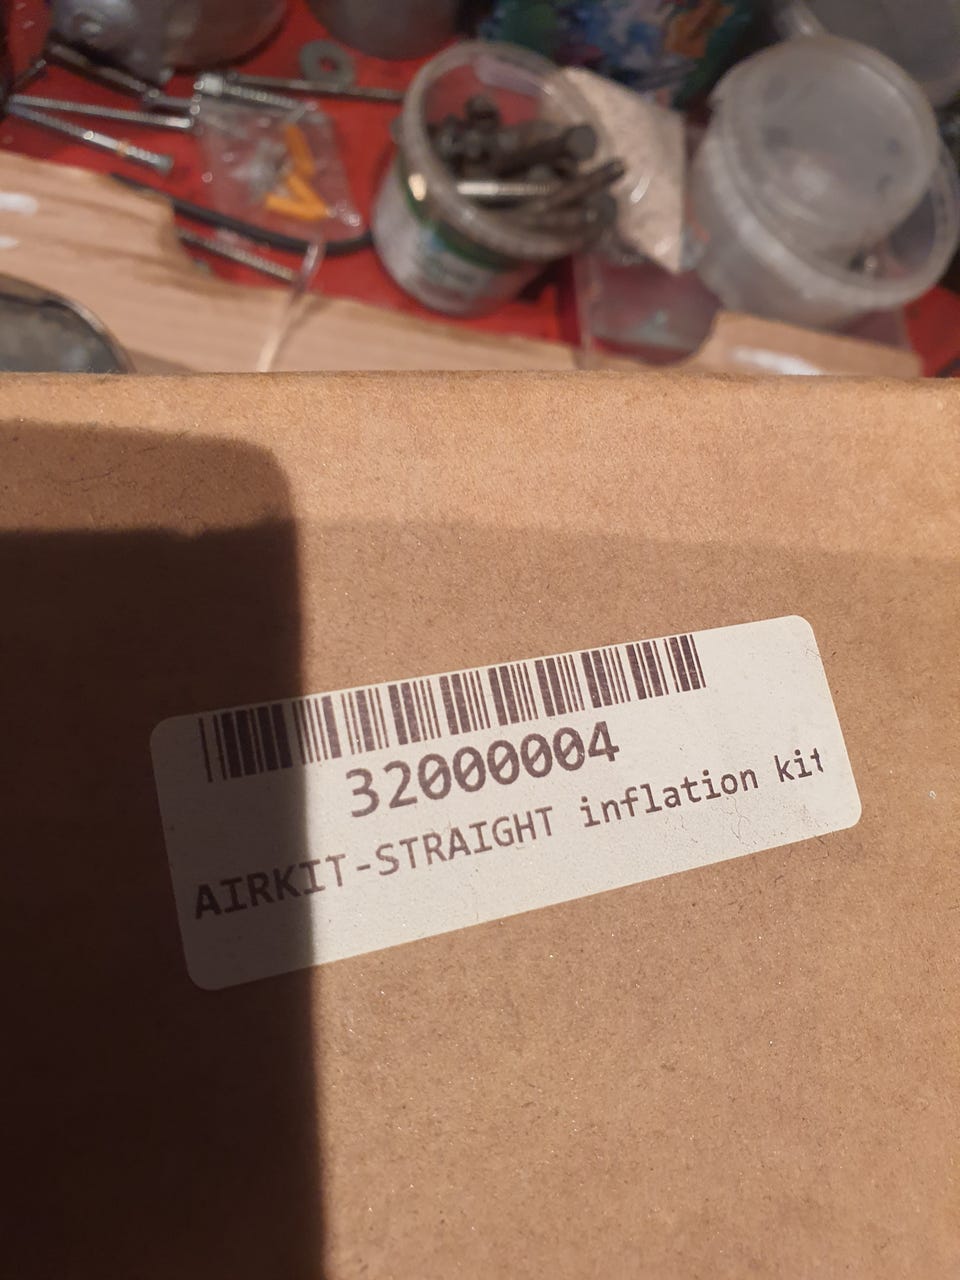 32000004
AIRKIT-STRAIGHT inflation kit